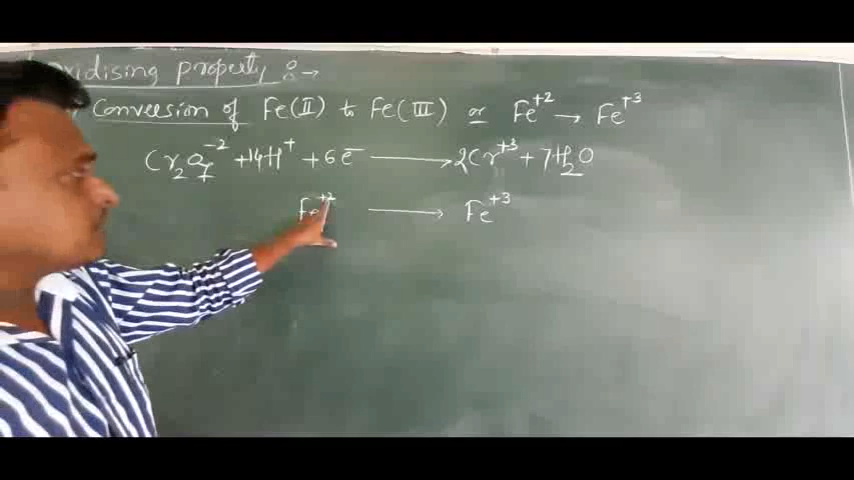 Oxidising Property :→
Conversion of Fe(II) to Fe(III) or Fe⁺² → Fe⁺³
Cr₂O₇⁻² + 14H⁺ + 6e⁻ → 2Cr⁺³ + 7H₂O
Fe⁺² → Fe⁺³